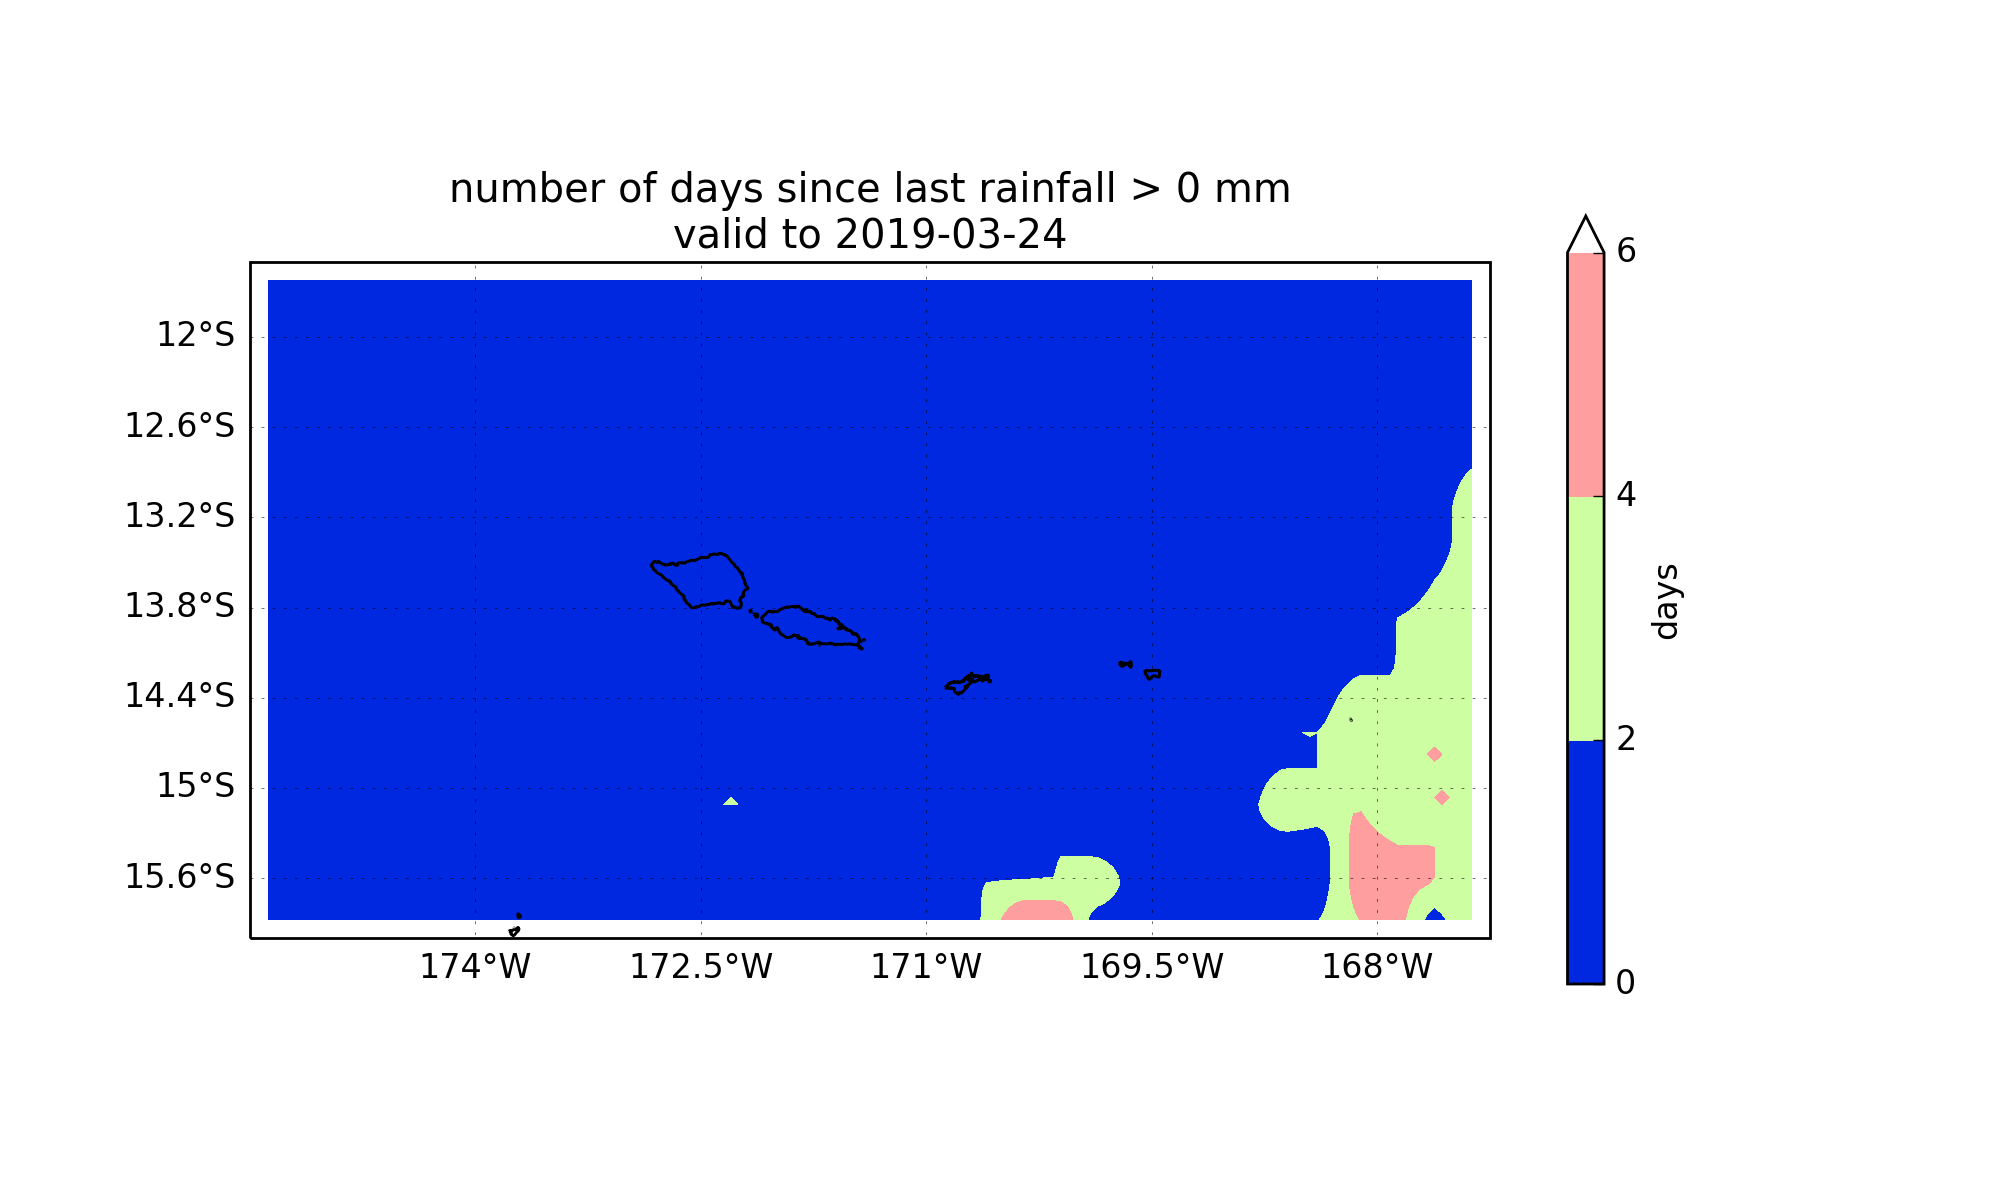 number of days since last rainfall > 0 mm
valid to 2019-03-24
12°S
12.6°S
13.2°S
13.8°S
14.4°S
15°S
15.6°S
174°W
172.5°W
171°W
169.5°W
168°W
6
4
2
0
days